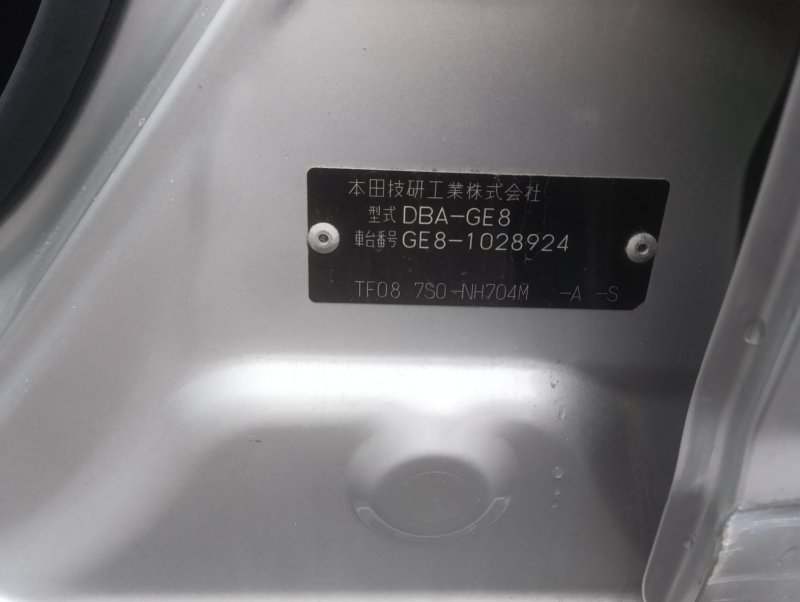 本田技研工業株式会社
型式 DBA-GE8
車台番号 GE8-1028924
TF08 7S0-NH704M -A -S